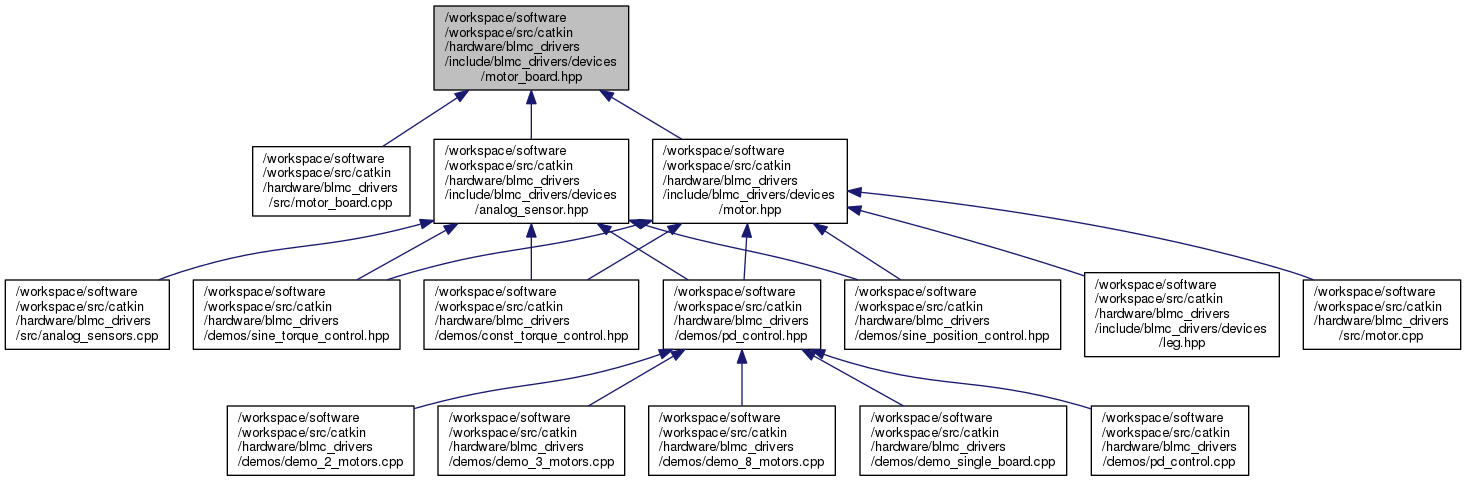 /workspace/software
/workspace/src/catkin
/hardware/blmc_drivers
/include/blmc_drivers/devices
/motor_board.hpp
/workspace/software
/workspace/src/catkin
/hardware/blmc_drivers
/src/motor_board.cpp
/workspace/software
/workspace/src/catkin
/hardware/blmc_drivers
/include/blmc_drivers/devices
/analog_sensor.hpp
/workspace/software
/workspace/src/catkin
/hardware/blmc_drivers
/include/blmc_drivers/devices
/motor.hpp
/workspace/software
/workspace/src/catkin
/hardware/blmc_drivers
/src/analog_sensors.cpp
/workspace/software
/workspace/src/catkin
/hardware/blmc_drivers
/demos/sine_torque_control.hpp
/workspace/software
/workspace/src/catkin
/hardware/blmc_drivers
/demos/const_torque_control.hpp
/workspace/software
/workspace/src/catkin
/hardware/blmc_drivers
/demos/pd_control.hpp
/workspace/software
/workspace/src/catkin
/hardware/blmc_drivers
/demos/sine_position_control.hpp
/workspace/software
/workspace/src/catkin
/hardware/blmc_drivers
/include/blmc_drivers/devices
/leg.hpp
/workspace/software
/workspace/src/catkin
/hardware/blmc_drivers
/src/motor.cpp
/workspace/software
/workspace/src/catkin
/hardware/blmc_drivers
/demos/demo_2_motors.cpp
/workspace/software
/workspace/src/catkin
/hardware/blmc_drivers
/demos/demo_3_motors.cpp
/workspace/software
/workspace/src/catkin
/hardware/blmc_drivers
/demos/demo_8_motors.cpp
/workspace/software
/workspace/src/catkin
/hardware/blmc_drivers
/demos/demo_single_board.cpp
/workspace/software
/workspace/src/catkin
/hardware/blmc_drivers
/demos/pd_control.cpp